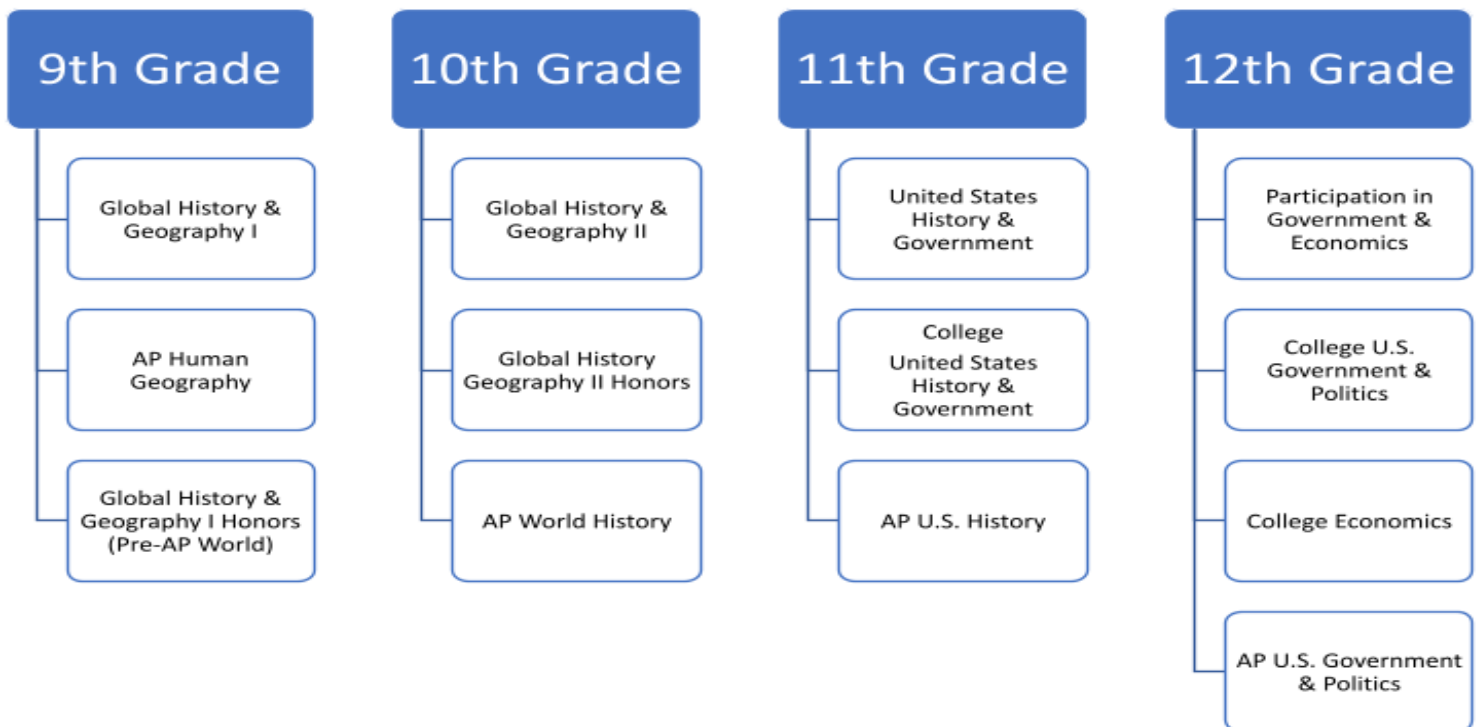 9th Grade
Global History &
Geography I
AP Human
Geography
Global History &
Geography I Honors
(Pre-AP World)
10th Grade
Global History &
Geography II
Global History
Geography II Honors
AP World History
11th Grade
United States
History &
Government
College
United States
History &
Government
AP U.S. History
12th Grade
Participation in
Government &
Economics
College U.S.
Government &
Politics
College Economics
AP U.S. Government
& Politics